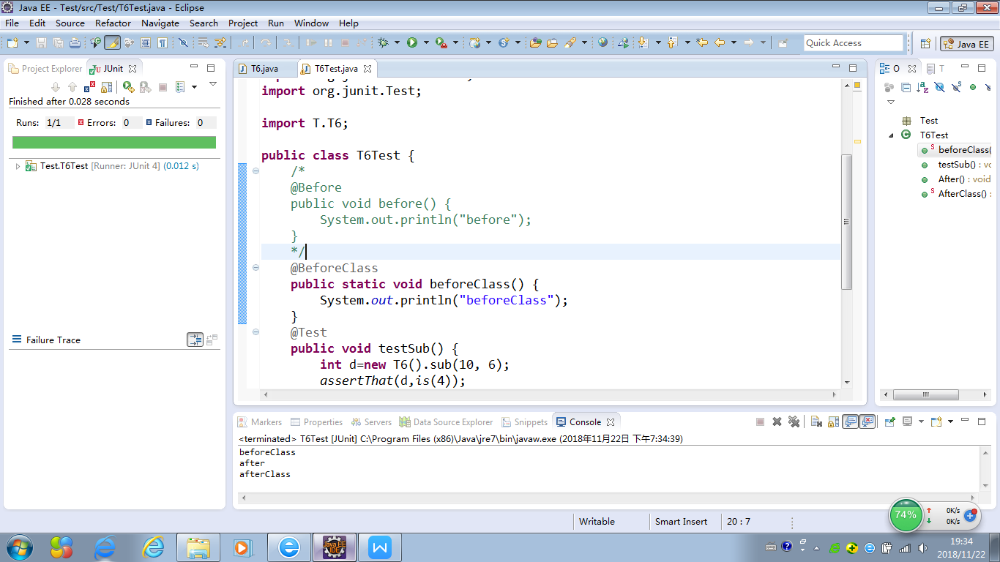 Java EE - Test/src/Test/T6Test.java - Eclipse
File Edit Source Refactor Navigate Search Project Run Window Help
Quick Access
Java EE
Project Explorer JUnit
Finished after 0.028 seconds
Runs: 1/1 Errors: 0 Failures: 0
Test.T6Test [Runner: JUnit 4] (0.012 s)
Failure Trace
T6.java T6Test.java
import org.junit.Test;
import T.T6;
public class T6Test {
/*
@Before
public void before() {
System.out.println("before");
}
*/
@BeforeClass
public static void beforeClass() {
System.out.println("beforeClass");
}
@Test
public void testSub() {
int d=new T6().sub(10, 6);
assertThat(d,is(4));
O T
Test
T6Test
S beforeClass(
testSub() : vo
After() : void
S AfterClass() :
Markers Properties Servers Data Source Explorer Snippets Console
<terminated> T6Test [JUnit] C:\Program Files (x86)\Java\jre7\bin\javaw.exe (2018年11月22日 下午7:34:39)
beforeClass
after
afterClass
Writable Smart Insert 20 : 7
74% 0K/s
0K/s
Java EE
IDE
19:34
2018/11/22